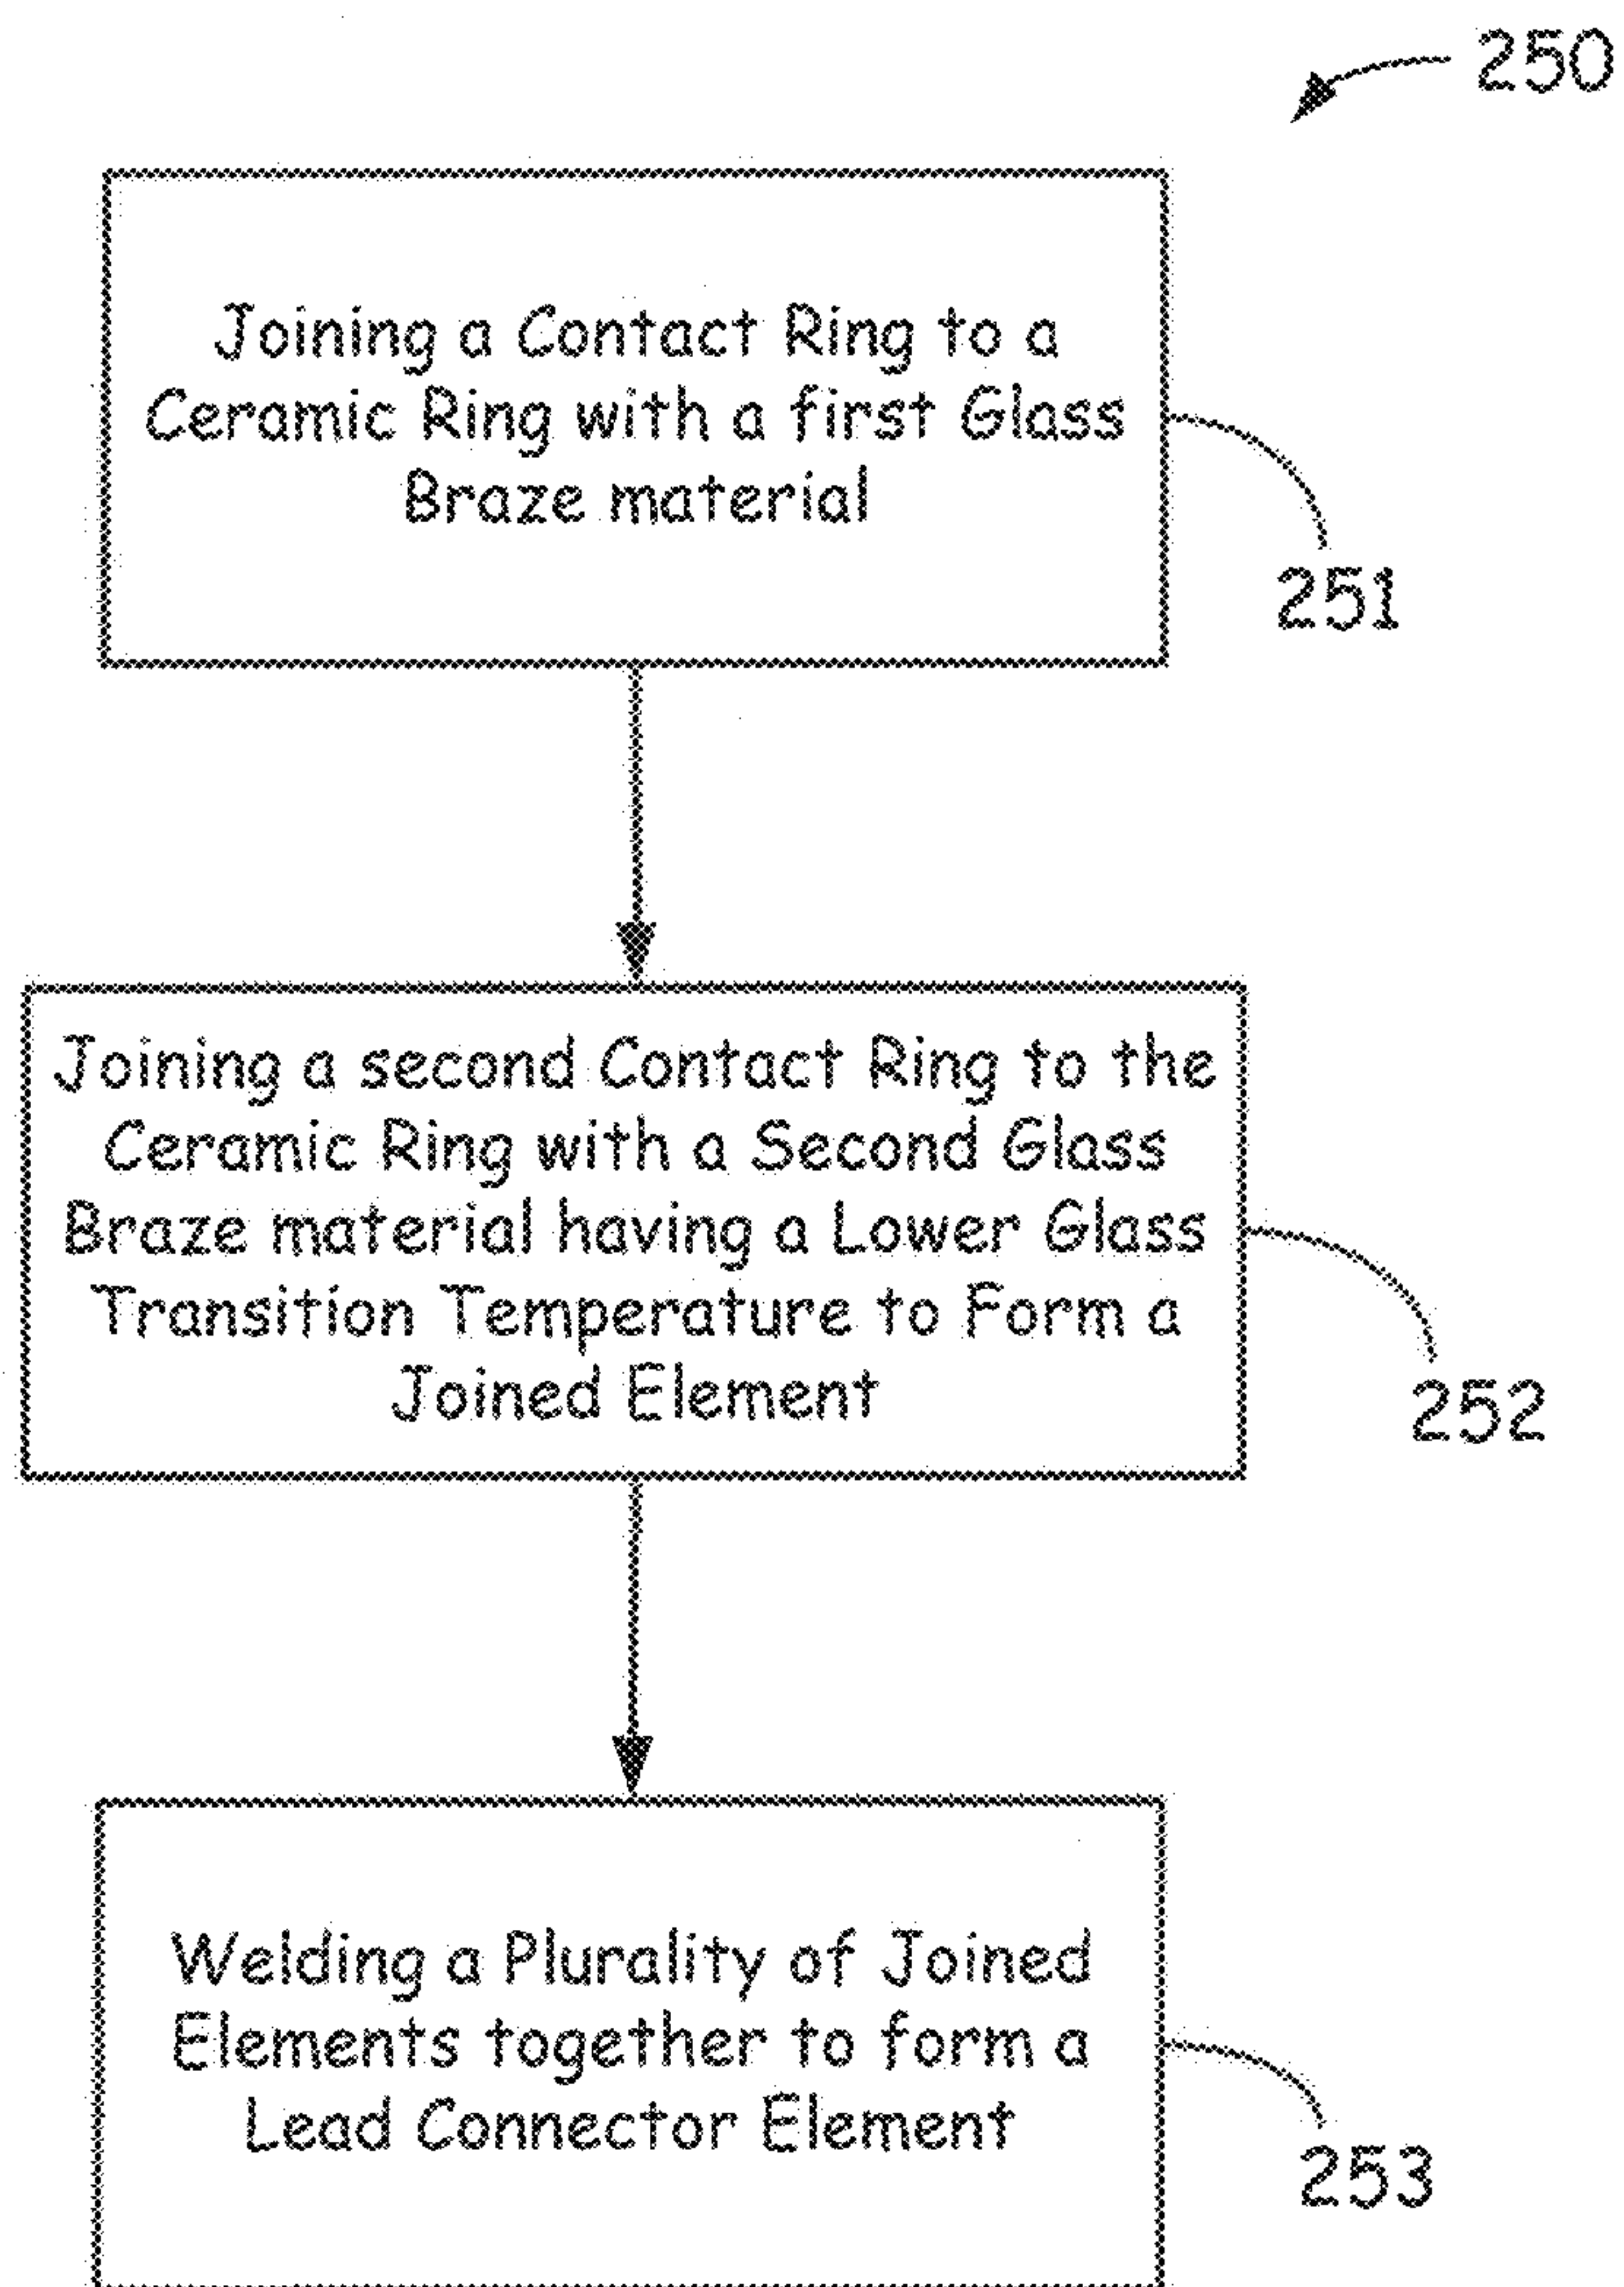 250
Joining a Contact Ring to a
Ceramic Ring with a first Glass
Braze material
251
Joining a second Contact Ring to the
Ceramic Ring with a Second Glass
Braze material having a Lower Glass
Transition Temperature to Form a
Joined Element
252
Welding a Plurality of Joined
Elements together to form a
Lead Connector Element
253